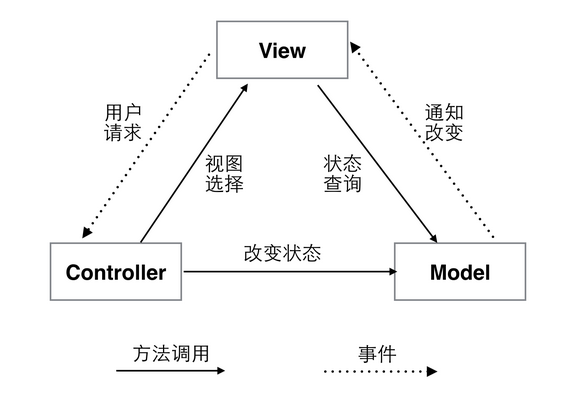 View
用户
请求
通知
改变
视图
选择
状态
查询
改变状态
Controller
Model
方法调用
事件